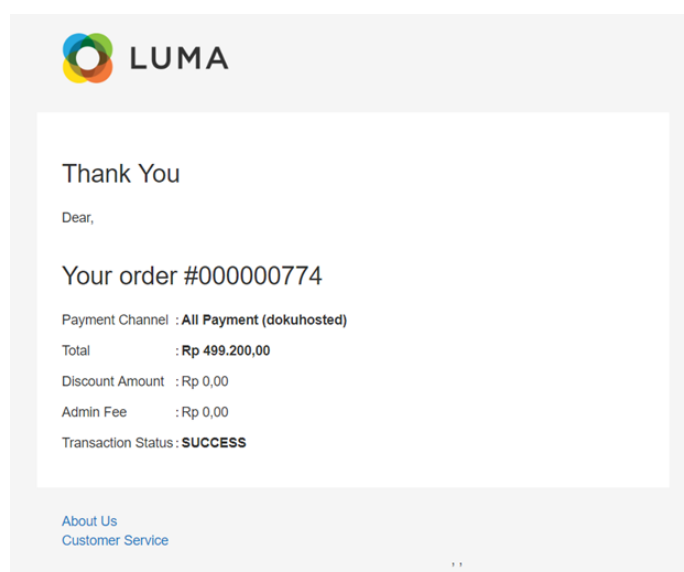 LUMA
Thank You
Dear,
Your order #000000774
Payment Channel : All Payment (dokuhosted)
Total : Rp 499.200,00
Discount Amount : Rp 0,00
Admin Fee : Rp 0,00
Transaction Status : SUCCESS
About Us
Customer Service
, ,